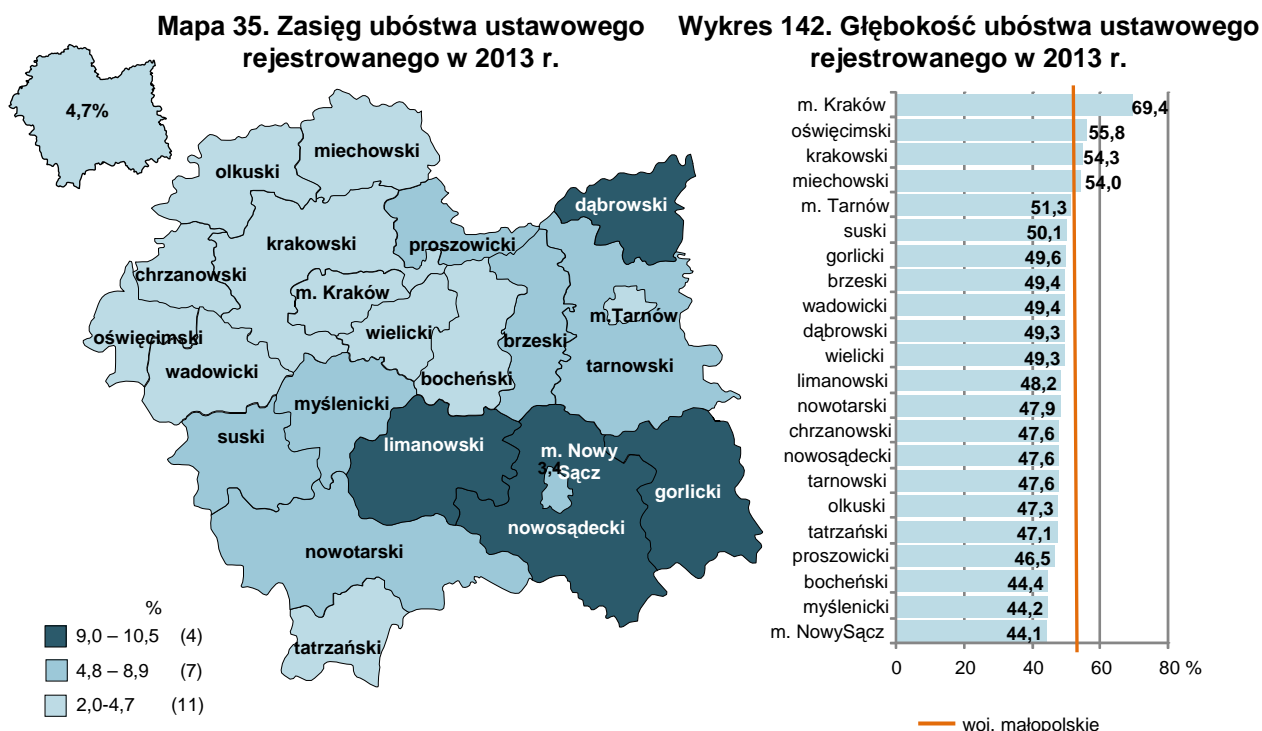 Mapa 35. Zasięg ubóstwa ustawowego
rejestrowanego w 2013 r.
4,7%
miechowski
olkuski
dąbrowski
krakowski
proszowicki
chrzanowski
m. Kraków
m.Tarnów
oświęcimski
wielicki
brzeski
tarnowski
wadowicki
bocheński
myślenicki
suski
limanowski
m. Nowy
Sącz
3,4
gorlicki
nowosądecki
nowotarski
tatrzański
%
9,0 – 10,5 (4)
4,8 – 8,9 (7)
2,0-4,7 (11)
Wykres 142. Głębokość ubóstwa ustawowego
rejestrowanego w 2013 r.
m. Kraków 69,4
oświęcimski 55,8
krakowski 54,3
miechowski 54,0
m. Tarnów 51,3
suski 50,1
gorlicki 49,6
brzeski 49,4
wadowicki 49,4
dąbrowski 49,3
wielicki 49,3
limanowski 48,2
nowotarski 47,9
chrzanowski 47,6
nowosądecki 47,6
tarnowski 47,6
olkuski 47,3
tatrzański 47,1
proszowicki 46,5
bocheński 44,4
myślenicki 44,2
m. NowySącz 44,1
0 20 40 60 80 %
woj. małopolskie